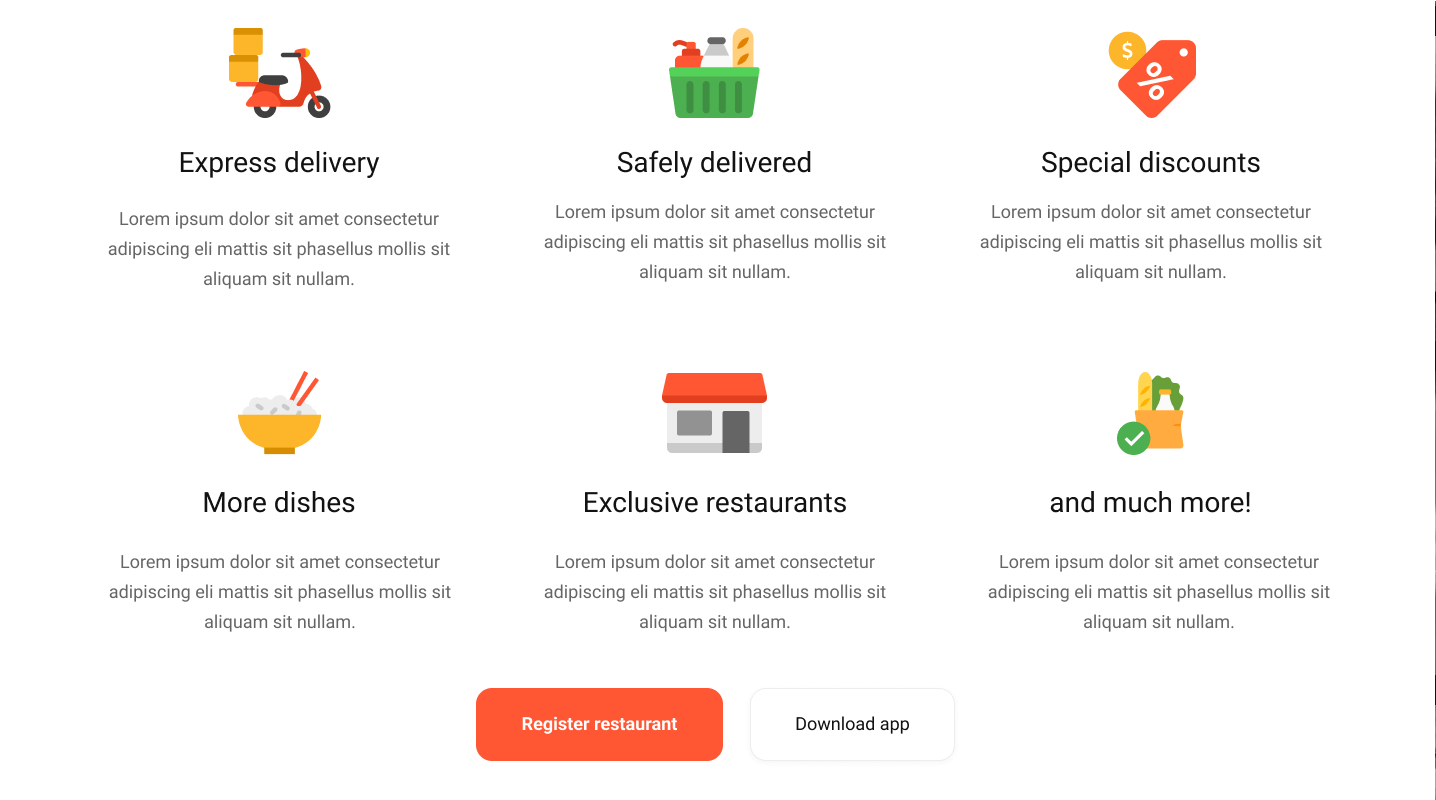 $
%
Express delivery
Lorem ipsum dolor sit amet consectetur
adipiscing eli mattis sit phasellus mollis sit
aliquam sit nullam.
Safely delivered
Lorem ipsum dolor sit amet consectetur
adipiscing eli mattis sit phasellus mollis sit
aliquam sit nullam.
Special discounts
Lorem ipsum dolor sit amet consectetur
adipiscing eli mattis sit phasellus mollis sit
aliquam sit nullam.
More dishes
Lorem ipsum dolor sit amet consectetur
adipiscing eli mattis sit phasellus mollis sit
aliquam sit nullam.
Exclusive restaurants
Lorem ipsum dolor sit amet consectetur
adipiscing eli mattis sit phasellus mollis sit
aliquam sit nullam.
and much more!
Lorem ipsum dolor sit amet consectetur
adipiscing eli mattis sit phasellus mollis sit
aliquam sit nullam.
Register restaurant
Download app